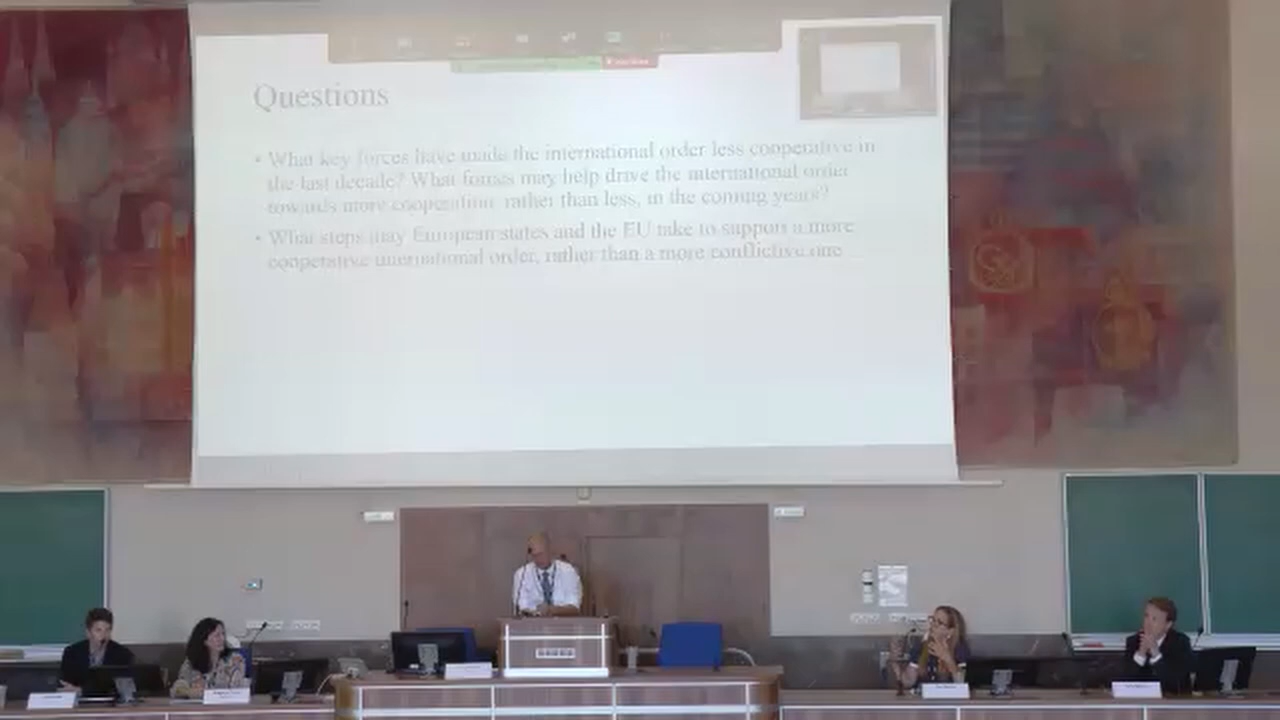 Questions
• What key forces have made the international order less cooperative in
the last decade? What forces may help drive the international order
towards more cooperation, rather than less, in the coming years?
• What steps may European states and the EU take to support a more
cooperative international order, rather than a more conflictive one